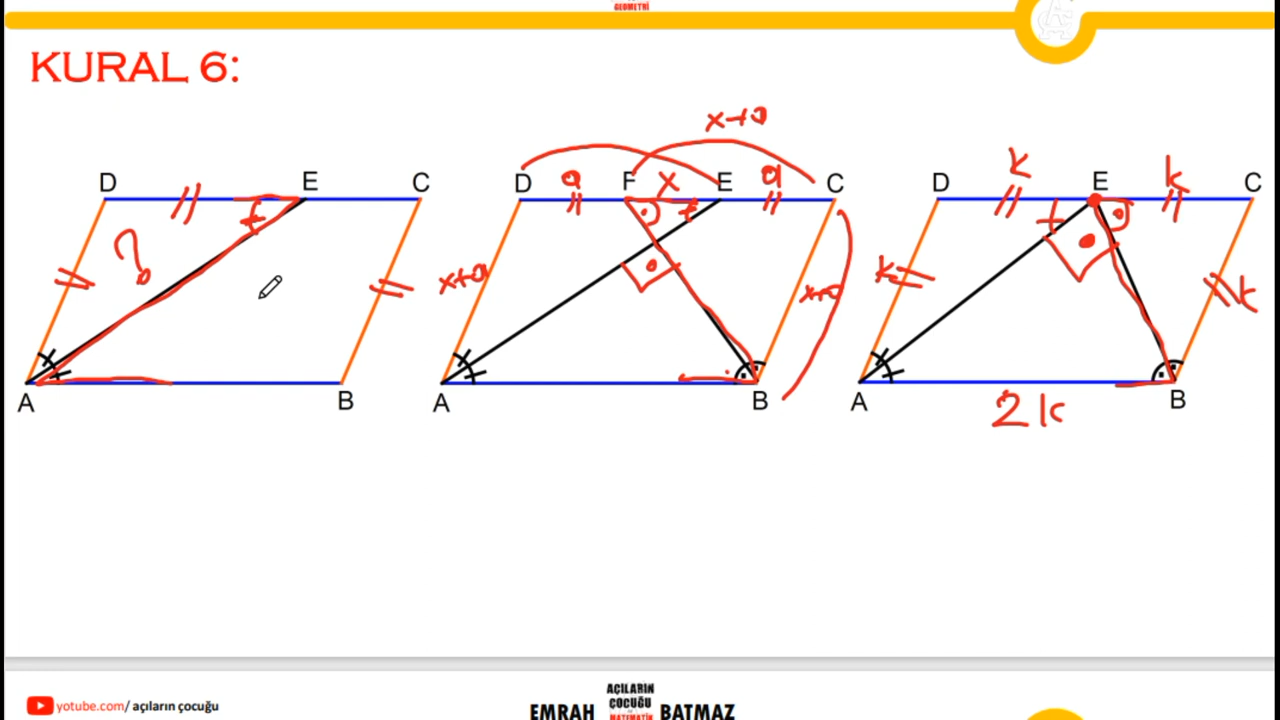 GEOMETRİ
KURAL 6:
D E C
A B
?
x+a
D a F x E a C
x+a x+a
A B
k k
D E C
k k
A B
2k
yotube.com/ açıların çocuğu
EMRAH AÇILARIN ÇOCUĞU MATEMATİK BATMAZ